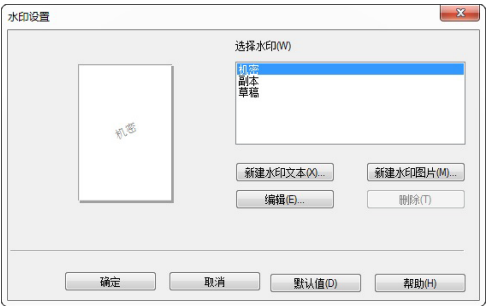 水印设置
选择水印(W)
机密
副本
草稿
机密
新建水印文本(X)...
新建水印图片(M)...
编辑(E)...
删除(T)
确定
取消
默认值(D)
帮助(H)